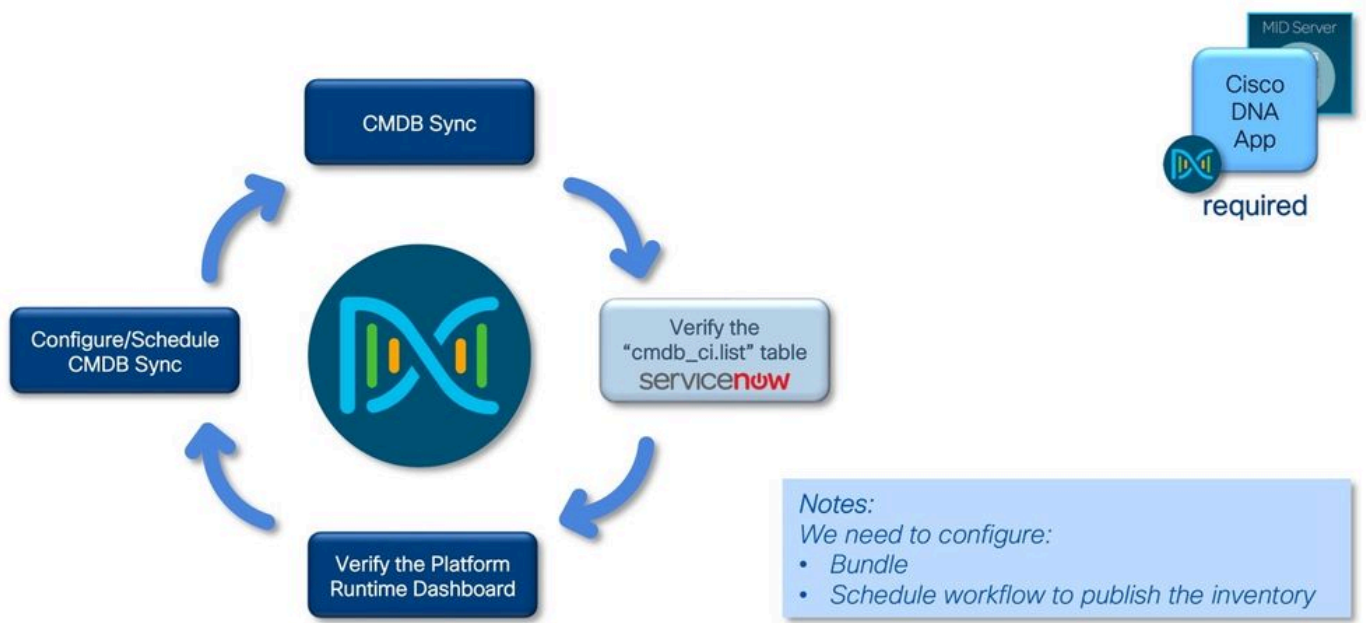 MID Server
Cisco
DNA
App
required
CMDB Sync
Configure/Schedule
CMDB Sync
Verify the
“cmdb_ci.list” table
servicenow
Verify the Platform
Runtime Dashboard
Notes:
We need to configure:
• Bundle
• Schedule workflow to publish the inventory